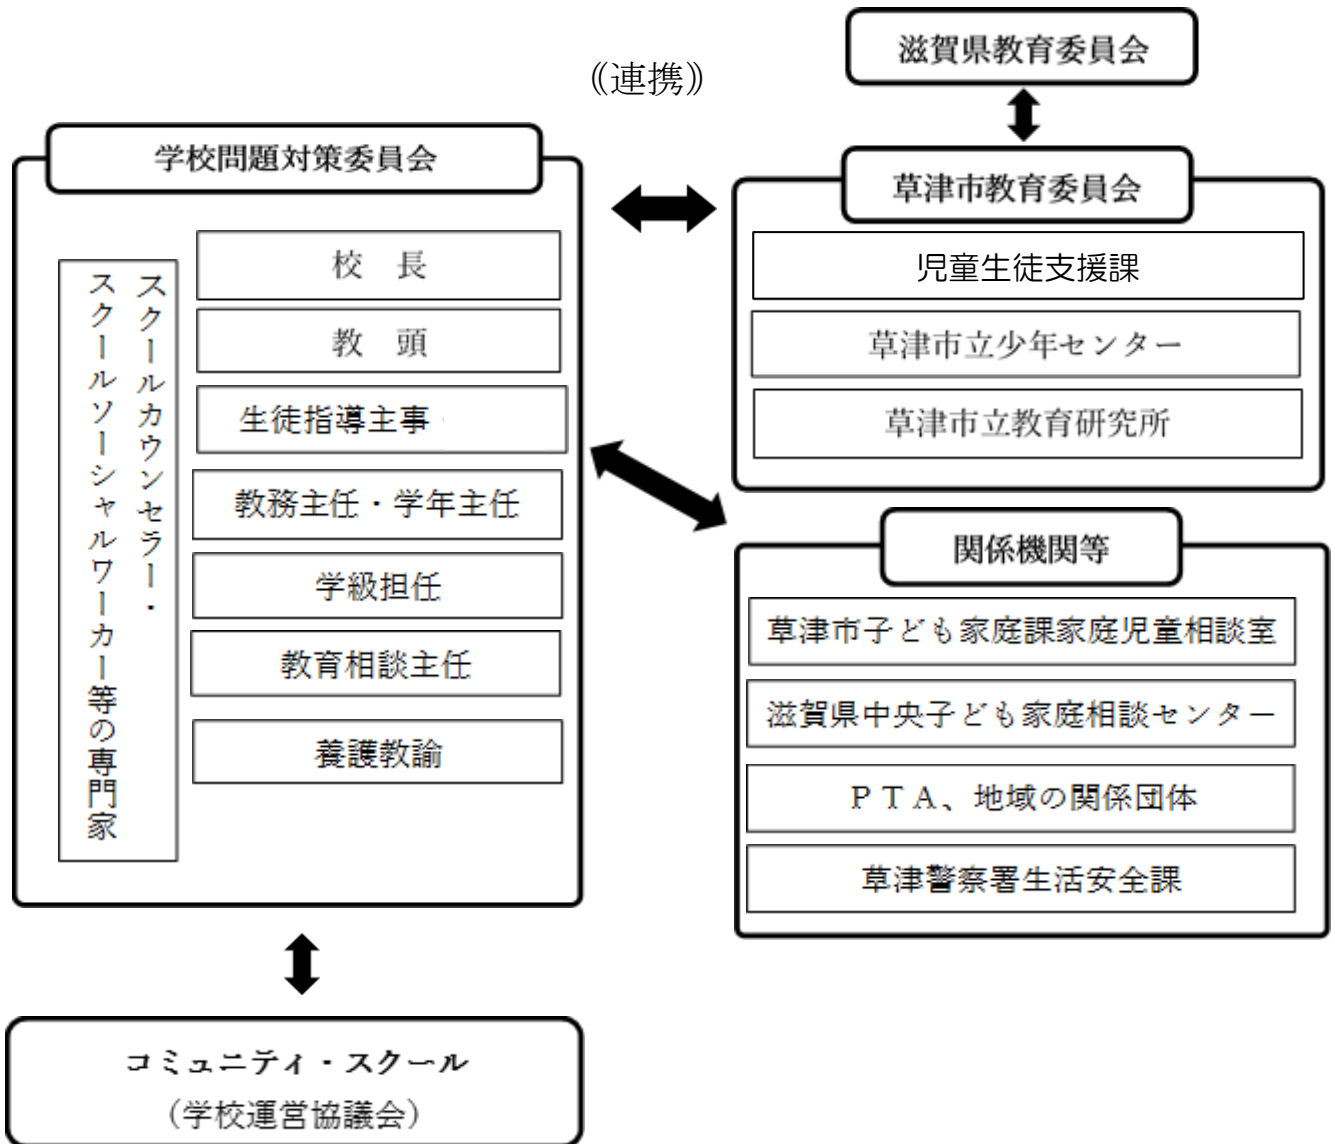 滋賀県教育委員会
《連携》
学校問題対策委員会
スクールカウンセラー・
スクールソーシャルワーカー等の専門家
校　長
教　頭
生徒指導主事・
教務主任・学年主任
学級担任
教育相談主任
養護教諭
草津市教育委員会
児童生徒支援課
草津市立少年センター
草津市立教育研究所
関係機関等
草津市子ども家庭課家庭児童相談室
滋賀県中央子ども家庭相談センター
ＰＴＡ、地域の関係団体
草津警察署生活安全課
コミュニティ・スクール
（学校運営協議会）